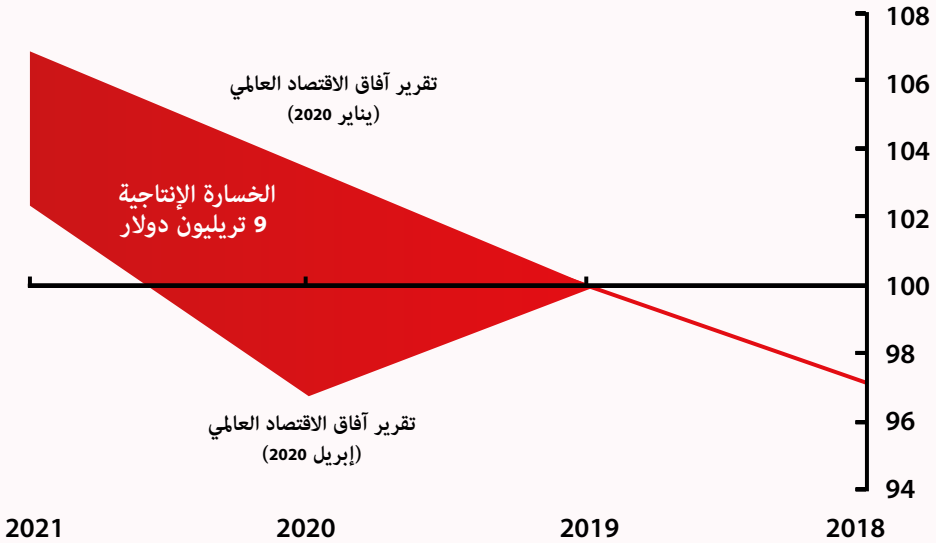 108
106
تقرير آفاق الاقتصاد العالمي
(يناير 2020)
104
الخسارة الإنتاجية
9 تريليون دولار
102
100
98
96
تقرير آفاق الاقتصاد العالمي
(إبريل 2020)
94
2018
2019
2020
2021